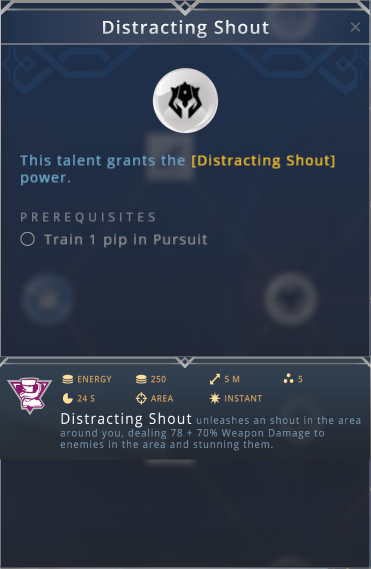 Distracting Shout
This talent grants the [Distracting Shout]
power.
PREREQUISITES
Train 1 pip in Pursuit
ENERGY 250 5 M 5
24 S AREA INSTANT
Distracting Shout unleashes an shout in the area
around you, dealing 78 + 70% Weapon Damage to
enemies in the area and stunning them.